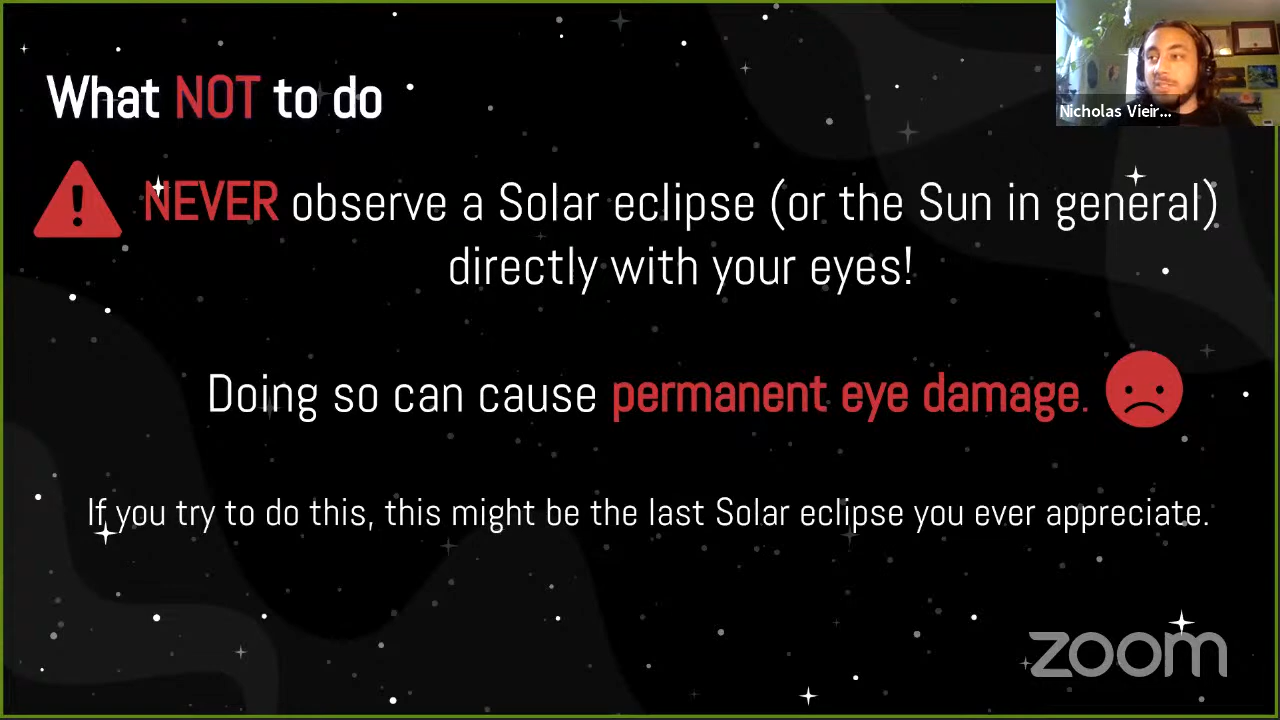 Nicholas Vieir...
What NOT to do
NEVER observe a Solar eclipse (or the Sun in general)
directly with your eyes!
Doing so can cause permanent eye damage.
If you try to do this, this might be the last Solar eclipse you ever appreciate.
zoom